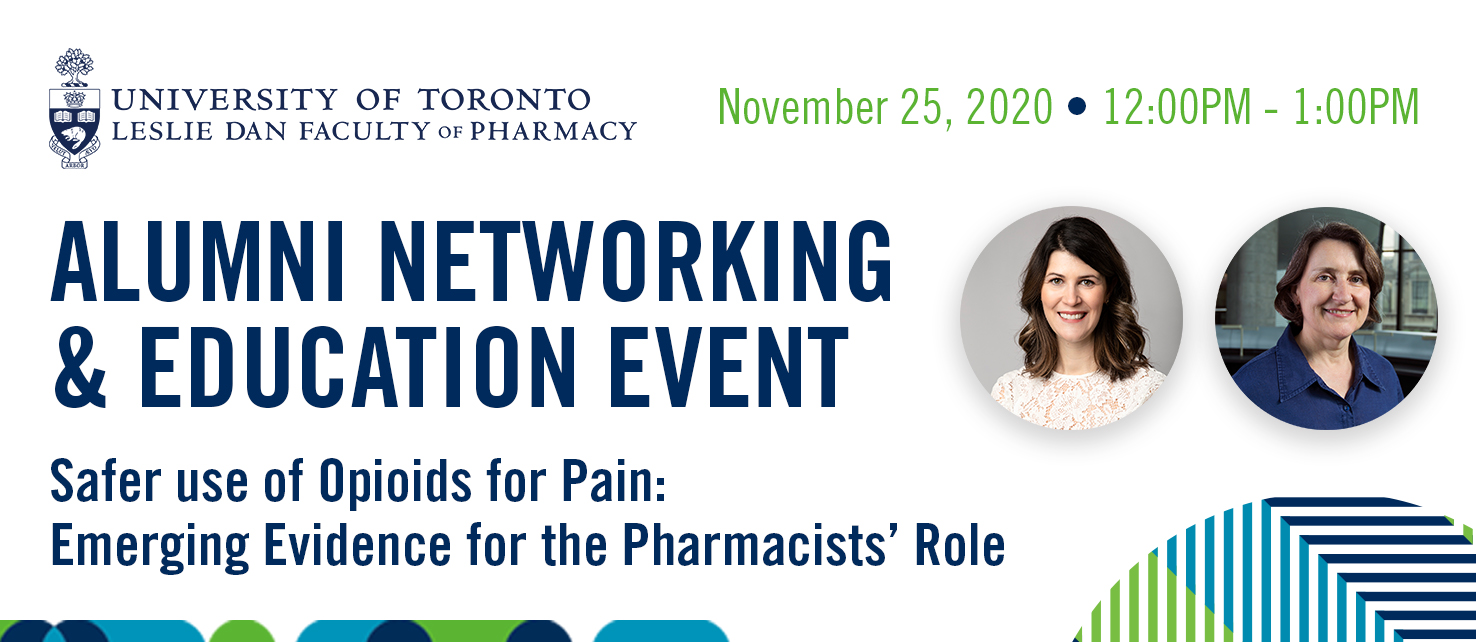 UNIVERSITY OF TORONTO
LESLIE DAN FACULTY OF PHARMACY
November 25, 2020 • 12:00PM - 1:00PM
ALUMNI NETWORKING
& EDUCATION EVENT
Safer use of Opioids for Pain:
Emerging Evidence for the Pharmacists’ Role